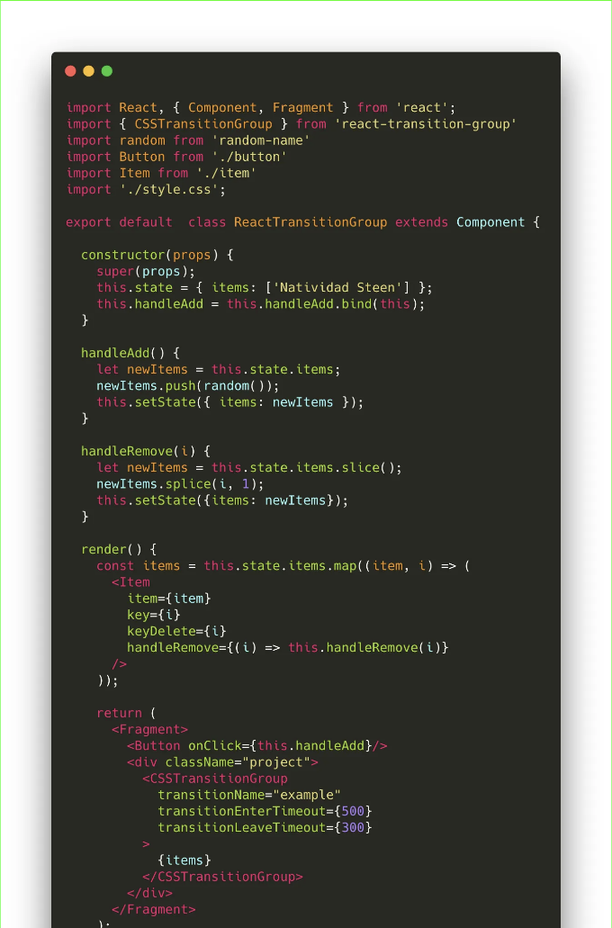 import React, { Component, Fragment } from 'react';
import { CSSTransitionGroup } from 'react-transition-group'
import random from 'random-name'
import Button from './button'
import Item from './item'
import './style.css';

export default  class ReactTransitionGroup extends Component {

  constructor(props) {
    super(props);
    this.state = { items: ['Natividad Steen'] };
    this.handleAdd = this.handleAdd.bind(this);
  }

  handleAdd() {
    let newItems = this.state.items;
    newItems.push(random());
    this.setState({ items: newItems });
  }

  handleRemove(i) {
    let newItems = this.state.items.slice();
    newItems.splice(i, 1);
    this.setState({items: newItems});
  }

  render() {
    const items = this.state.items.map((item, i) => (
      <Item
        item={item}
        key={i}
        keyDelete={i}
        handleRemove={(i) => this.handleRemove(i)}
      />
    ));

    return (
      <Fragment>
        <Button onClick={this.handleAdd}/>
        <div className="project">
          <CSSTransitionGroup
            transitionName="example"
            transitionEnterTimeout={500}
            transitionLeaveTimeout={300}
          >
            {items}
          </CSSTransitionGroup>
        </div>
      </Fragment>
    );